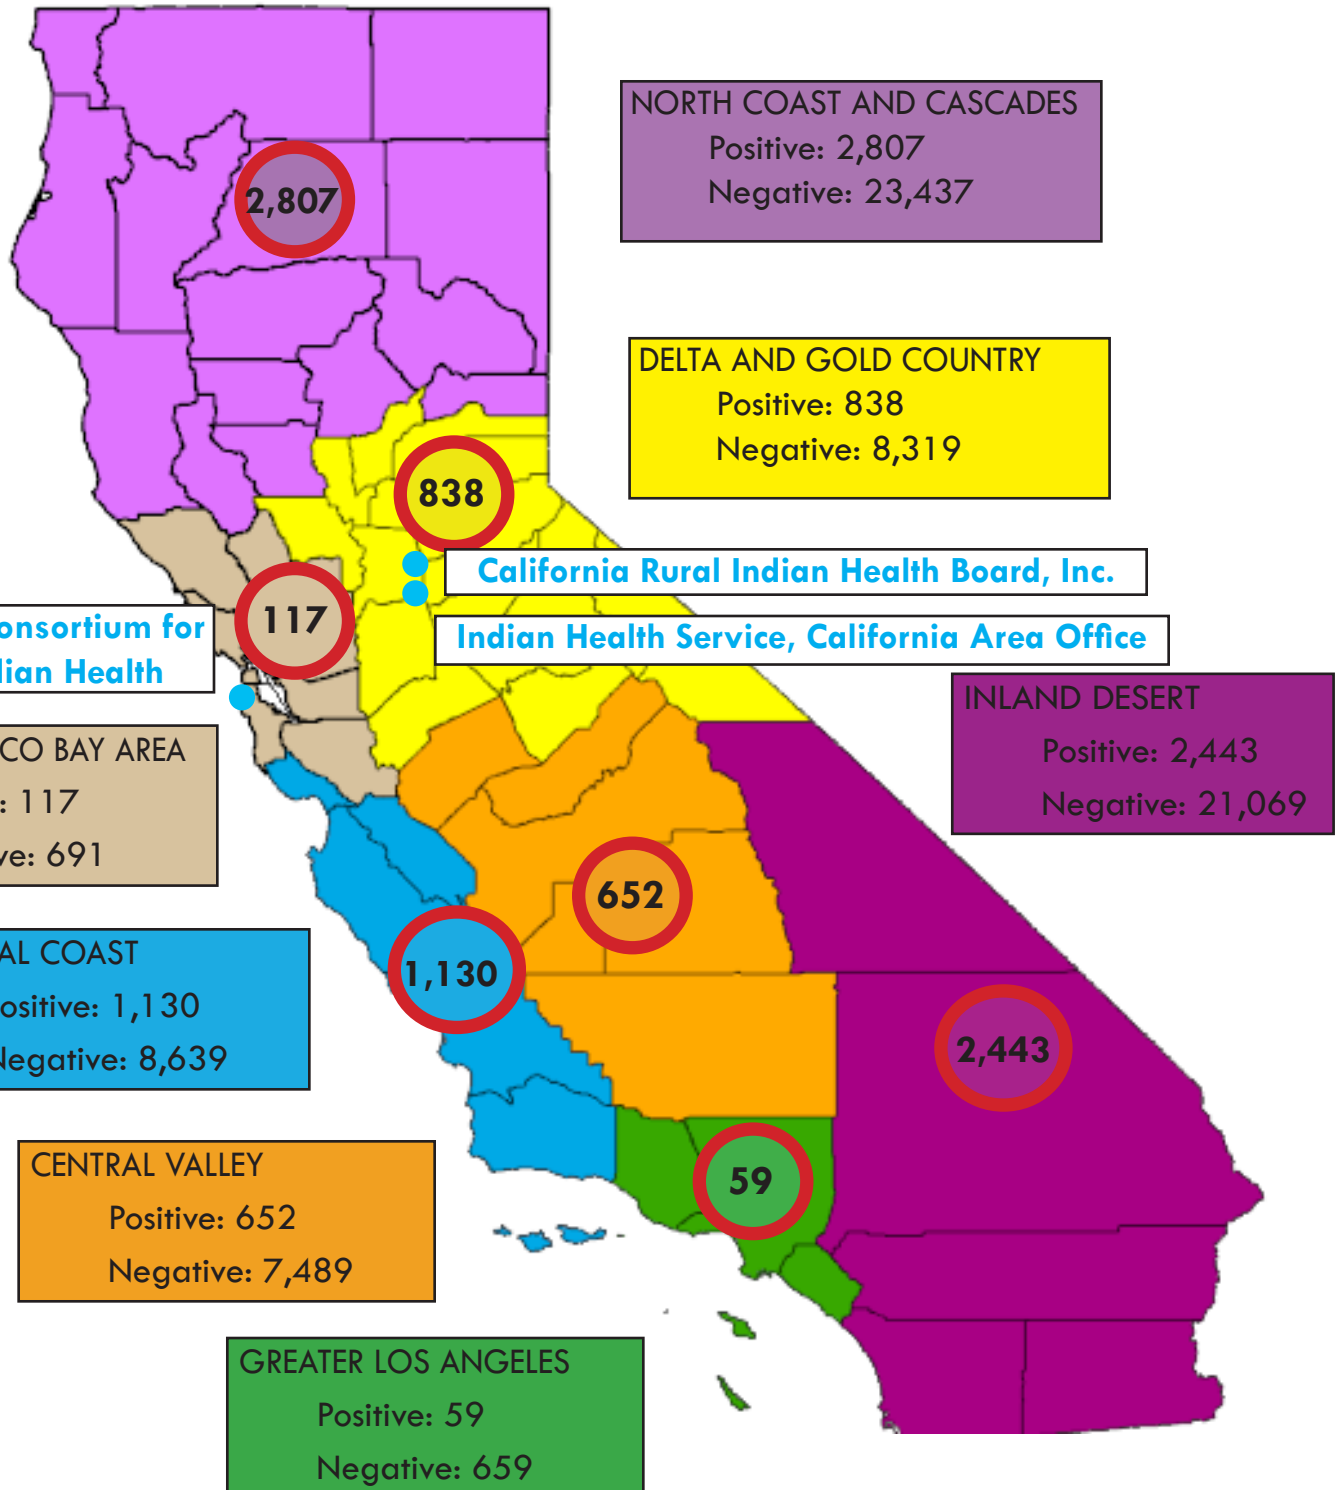 NORTH COAST AND CASCADES
Positive: 2,807
Negative: 23,437
2,807
DELTA AND GOLD COUNTRY
Positive: 838
Negative: 8,319
838
California Rural Indian Health Board, Inc.
117
onsortium for
dian Health
Indian Health Service, California Area Office
INLAND DESERT
Positive: 2,443
Negative: 21,069
CO BAY AREA
: 117
ve: 691
652
AL COAST
ositive: 1,130
Negative: 8,639
1,130
2,443
CENTRAL VALLEY
Positive: 652
Negative: 7,489
59
GREATER LOS ANGELES
Positive: 59
Negative: 659